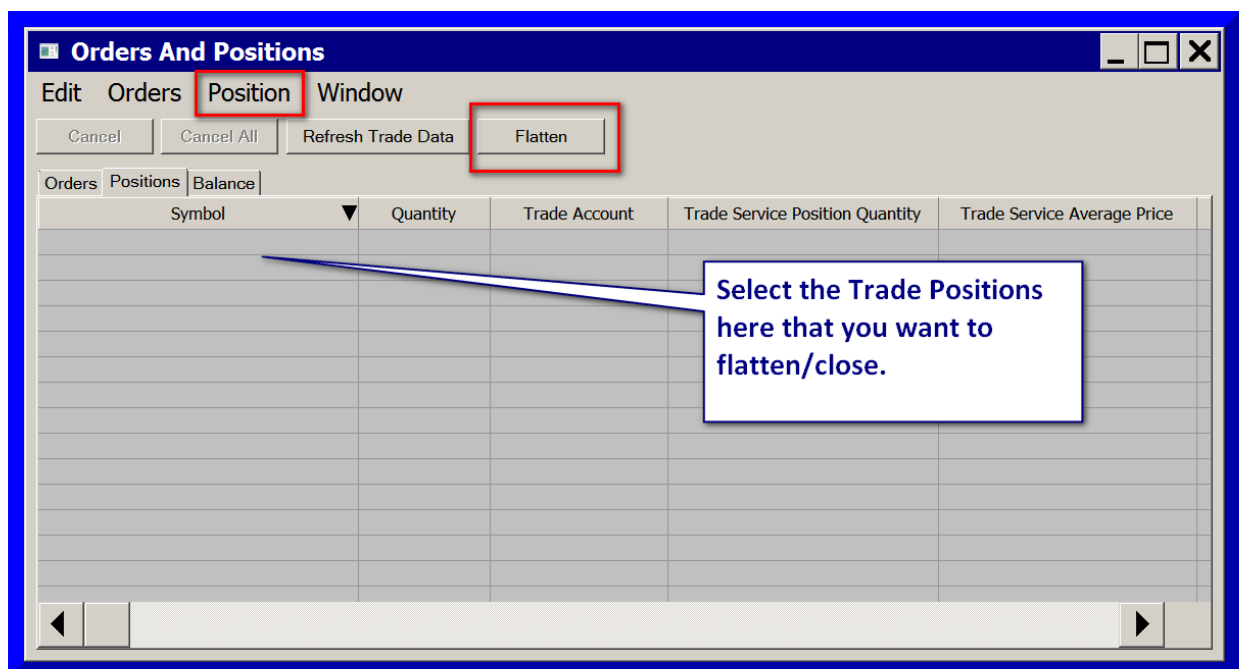 Orders And Positions
Edit Orders Position Window
Cancel Cancel All Refresh Trade Data Flatten
Orders Positions Balance
Symbol Quantity Trade Account Trade Service Position Quantity Trade Service Average Price
Select the Trade Positions
here that you want to
flatten/close.